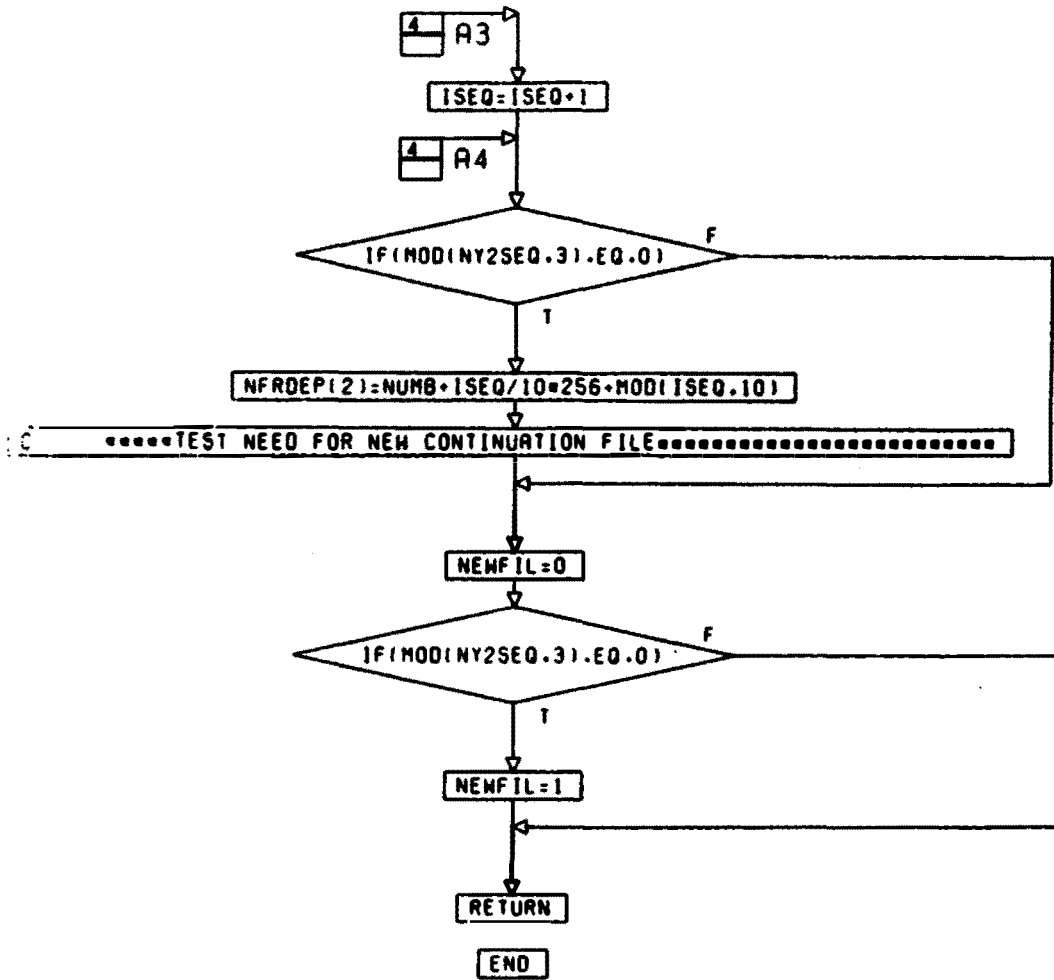 4 A3
ISEQ=ISEQ+1
4 A4
IF(MOD(NY2SEQ,3).EQ.0)
F
T
NFRDEP(2)=NUMB+ISEQ/10*256+MOD(ISEQ,10)
C *****TEST NEED FOR NEW CONTINUATION FILE*************************
NEWFIL=0
IF(MOD(NY2SEQ,3).EQ.0)
F
T
NEWFIL=1
RETURN
END